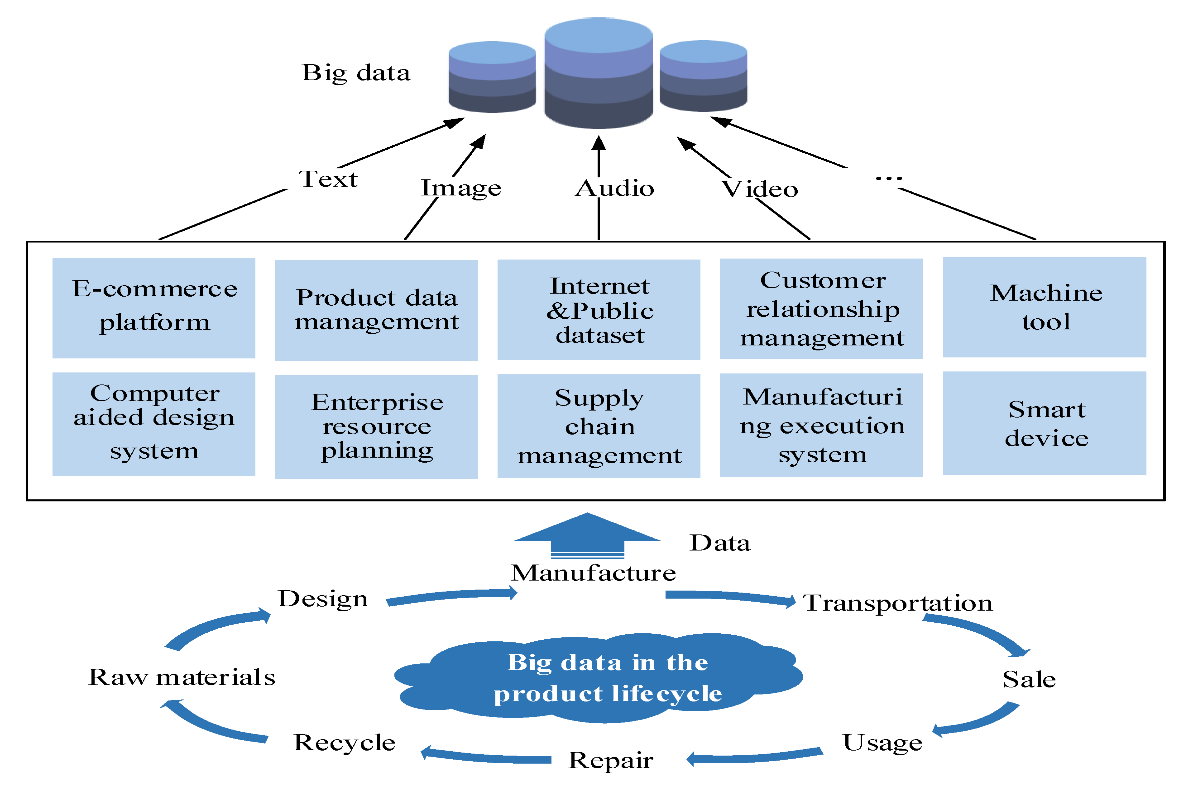 Big data
Text
Image
Audio
Video
...
E-commerce
platform
Product data
management
Internet
&Public
dataset
Customer
relationship
management
Machine
tool
Computer
aided design
system
Enterprise
resource
planning
Supply
chain
management
Manufacturi
ng execution
system
Smart
device
Data
Manufacture
Design
Transportation
Big data in the
product lifecycle
Raw materials
Sale
Recycle
Usage
Repair